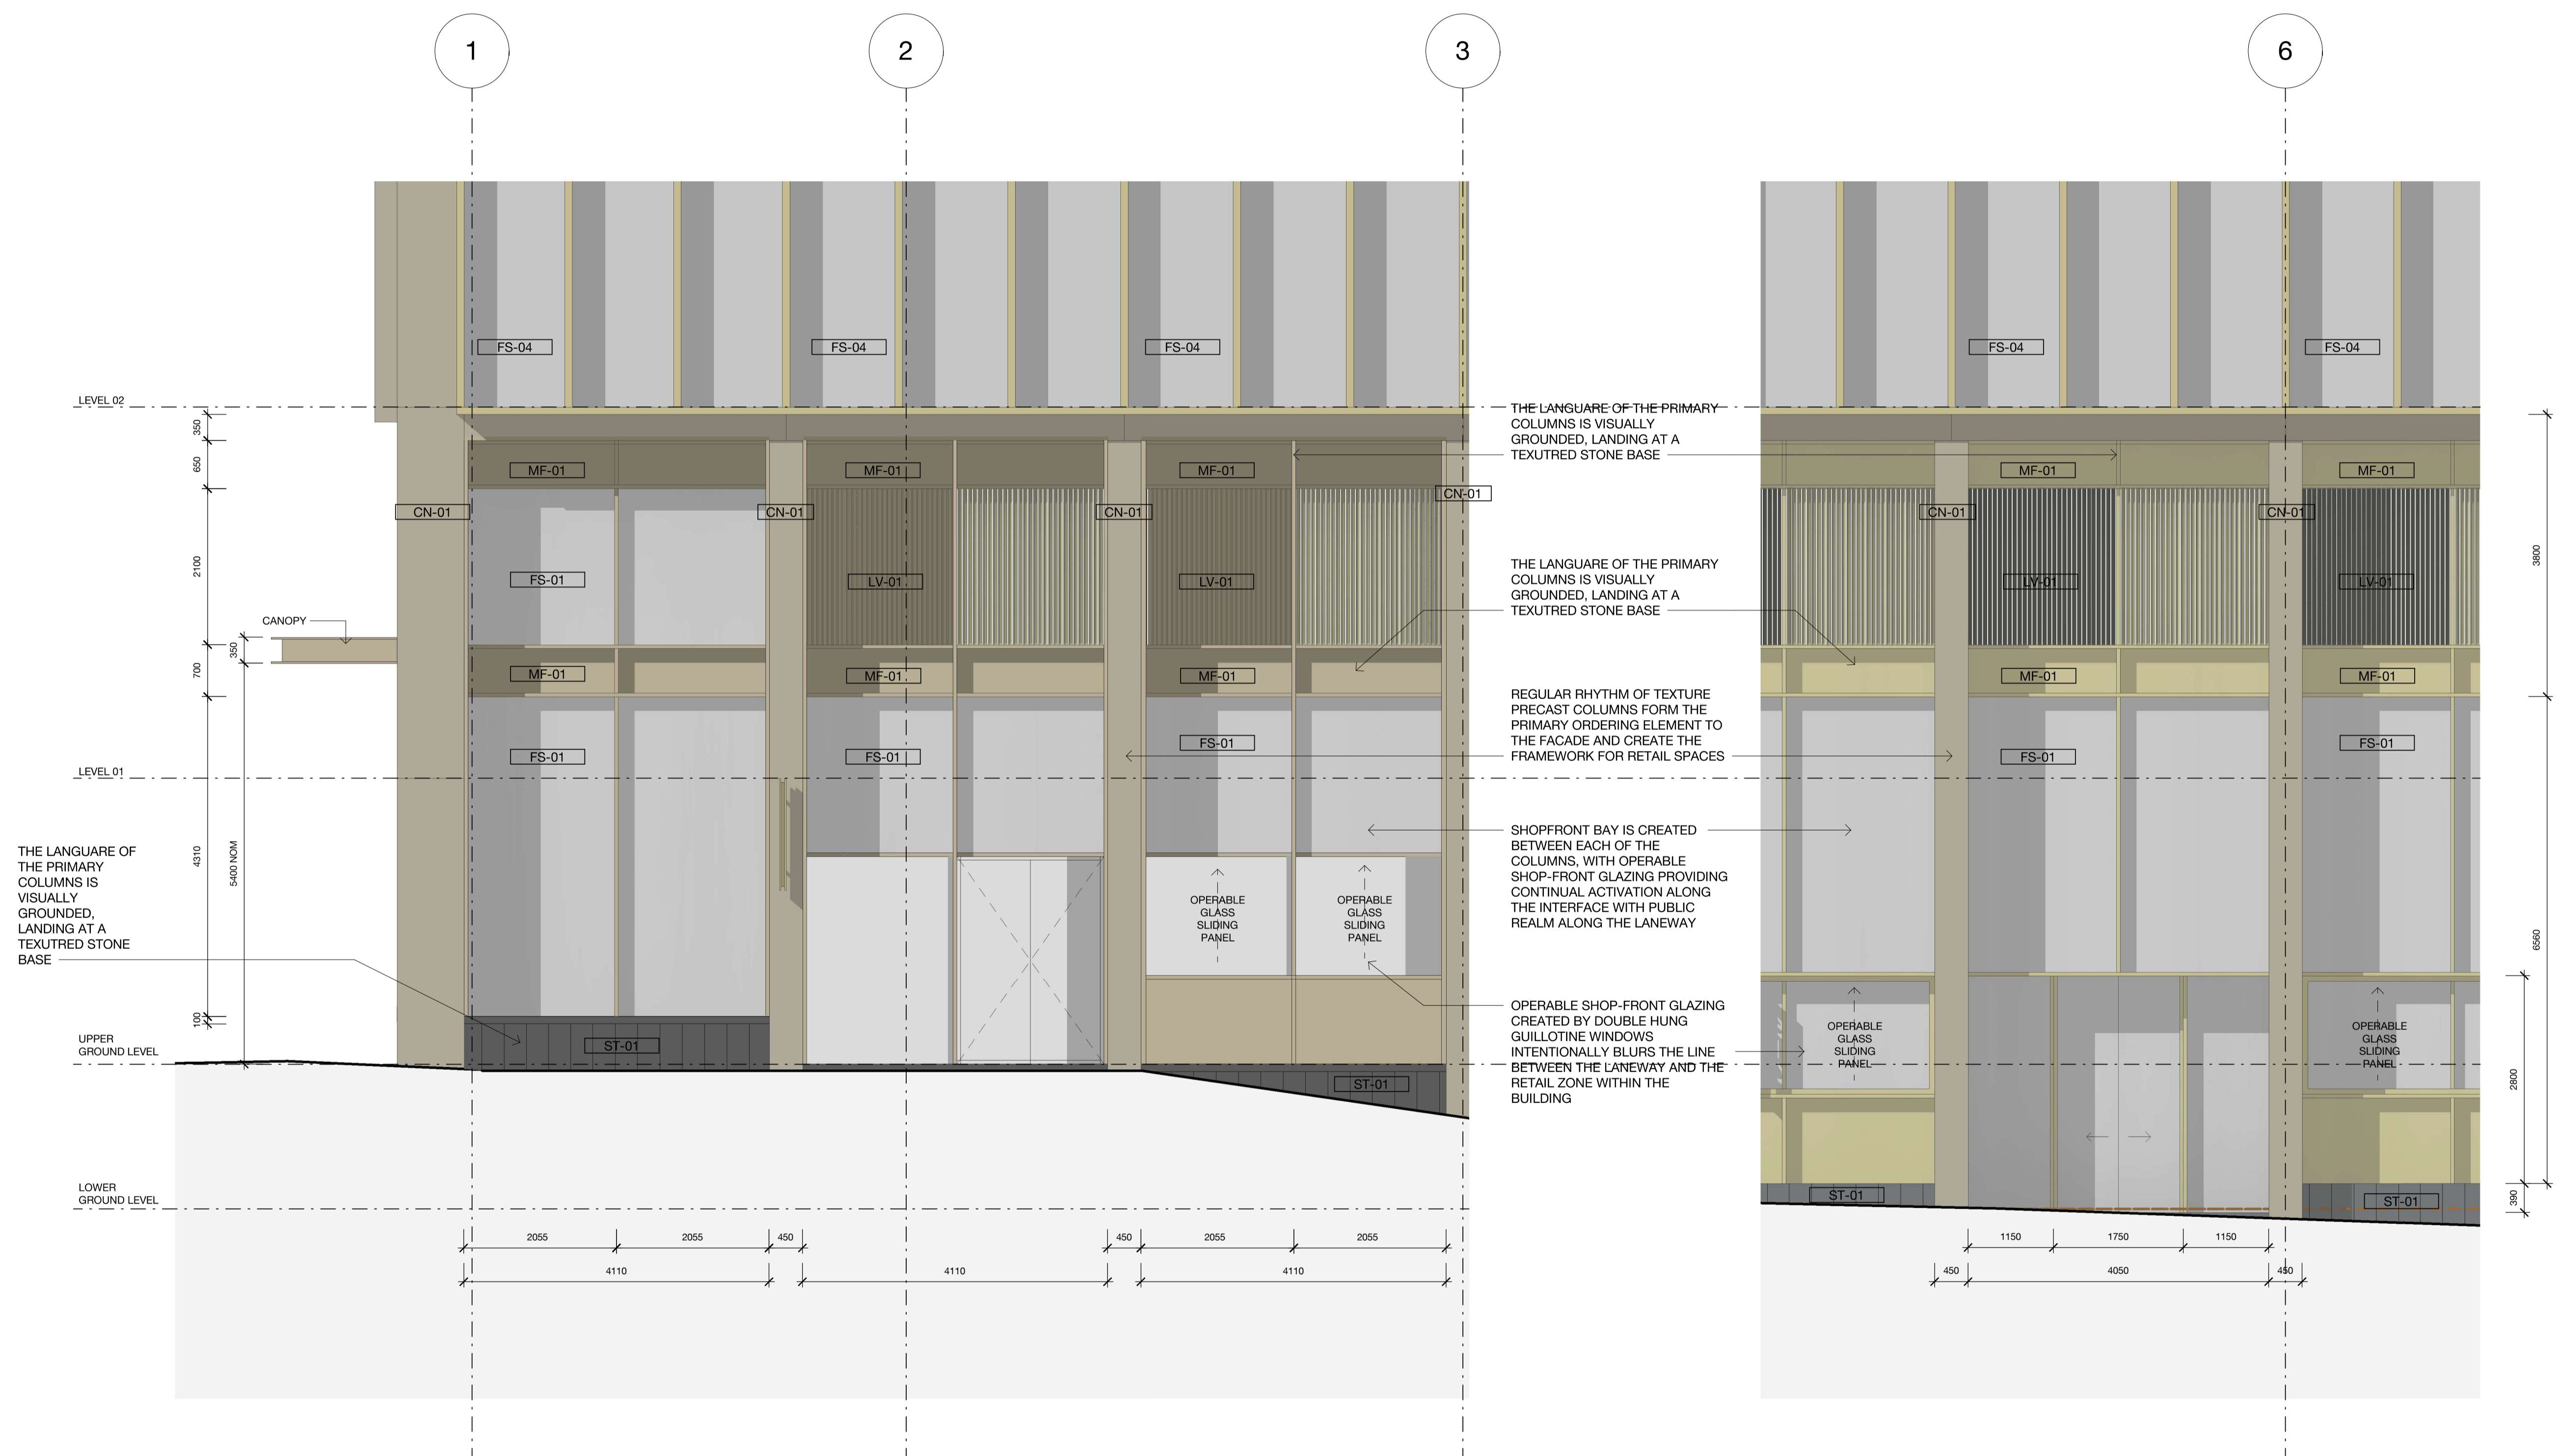 1
2
3
6
FS-04
FS-04
FS-04
FS-04
FS-04
LEVEL 02
350
650
2100
700
4310
100
350
5400 NOM
CANOPY
LEVEL 01
THE LANGUARE OF
THE PRIMARY
COLUMNS IS
VISUALLY
GROUNDED,
LANDING AT A
TEXUTRED STONE
BASE
UPPER
GROUND LEVEL
LOWER
GROUND LEVEL
MF-01
MF-01
MF-01
CN-01
CN-01
CN-01
CN-01
FS-01
LV-01
LV-01
MF-01
MF-01
MF-01
FS-01
FS-01
FS-01
OPERABLE
GLASS
SLIDING
PANEL
OPERABLE
GLASS
SLIDING
PANEL
ST-01
ST-01
2055
2055
450
450
2055
2055
4110
4110
4110
THE LANGUARE OF THE PRIMARY
COLUMNS IS VISUALLY
GROUNDED, LANDING AT A
TEXUTRED STONE BASE
THE LANGUARE OF THE PRIMARY
COLUMNS IS VISUALLY
GROUNDED, LANDING AT A
TEXUTRED STONE BASE
REGULAR RHYTHM OF TEXTURE
PRECAST COLUMNS FORM THE
PRIMARY ORDERING ELEMENT TO
THE FACADE AND CREATE THE
FRAMEWORK FOR RETAIL SPACES
SHOPFRONT BAY IS CREATED
BETWEEN EACH OF THE
COLUMNS, WITH OPERABLE
SHOP-FRONT GLAZING PROVIDING
CONTINUAL ACTIVATION ALONG
THE INTERFACE WITH PUBLIC
REALM ALONG THE LANEWAY
OPERABLE SHOP-FRONT GLAZING
CREATED BY DOUBLE HUNG
GUILLOTINE WINDOWS
INTENTIONALLY BLURS THE LINE
BETWEEN THE LANEWAY AND THE
RETAIL ZONE WITHIN THE
BUILDING
MF-01
MF-01
CN-01
CN-01
LV-01
LV-01
MF-01
MF-01
FS-01
FS-01
OPERABLE
GLASS
SLIDING
PANEL
OPERABLE
GLASS
SLIDING
PANEL
ST-01
ST-01
3800
6560
2800
390
1150
1750
1150
450
4050
450